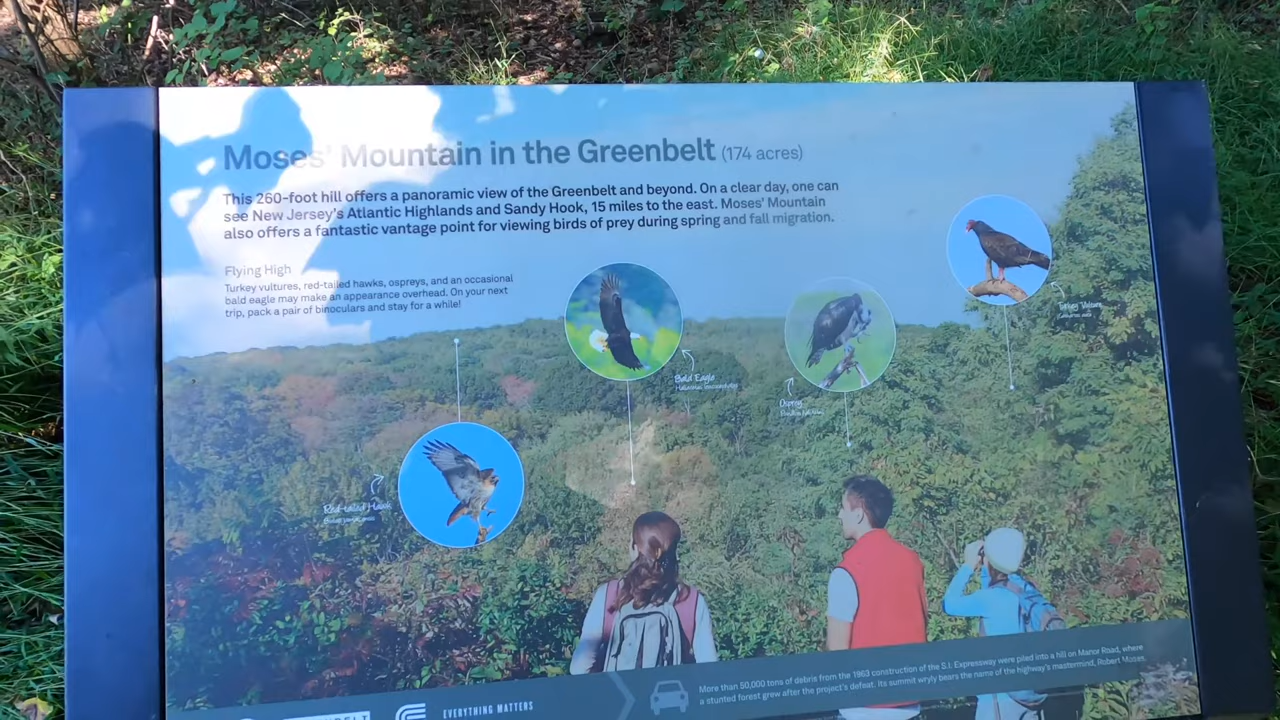 Moses' Mountain in the Greenbelt (174 acres)
This 260-foot hill offers a panoramic view of the Greenbelt and beyond. On a clear day, one can
see New Jersey's Atlantic Highlands and Sandy Hook, 15 miles to the east. Moses' Mountain
also offers a fantastic vantage point for viewing birds of prey during spring and fall migration.
Flying High
Turkey vultures, red-tailed hawks, ospreys, and an occasional
bald eagle may make an appearance overhead. On your next
trip, pack a pair of binoculars and stay for a while!
Turkey Vulture
Bald Eagle
Osprey
Red-tailed Hawk
More than 50,000 tons of debris from the 1963 construction of the S.I. Expressway were piled into a hill on Manor Road, where
a stunted forest grew after the project's defeat. Its summit wryly bears the name of the highway's mastermind, Robert Moses.
EVERYTHING MATTERS